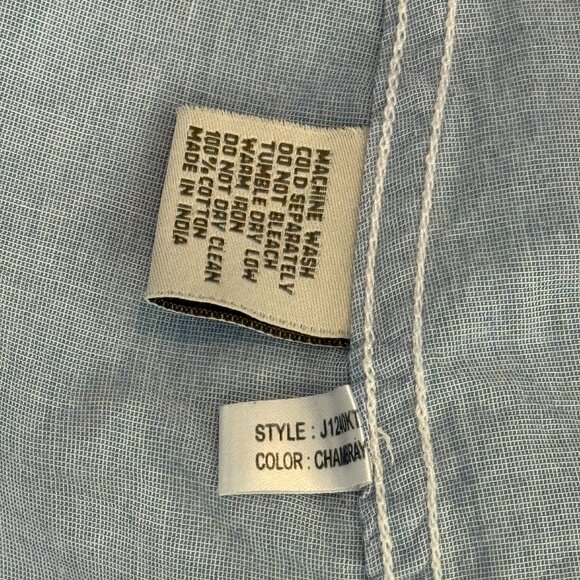 MACHINE WASH
COLD SEPARATELY
DO NOT BLEACH
TUMBLE DRY LOW
WARM IRON
DO NOT DRY CLEAN
100% COTTON
MADE IN INDIA
STYLE :
COLOR : CHAMBRAY